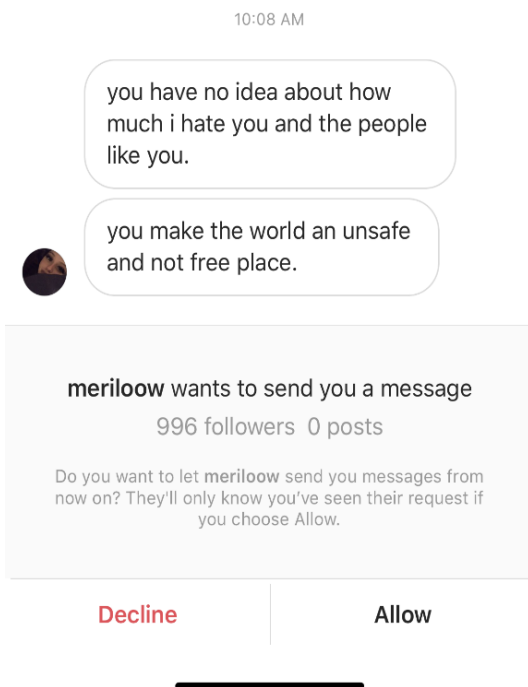 10:08 AM
you have no idea about how
much i hate you and the people
like you.
you make the world an unsafe
and not free place.
meriloow wants to send you a message
996 followers 0 posts
Do you want to let meriloow send you messages from
now on? They'll only know you've seen their request if
you choose Allow.
Decline
Allow